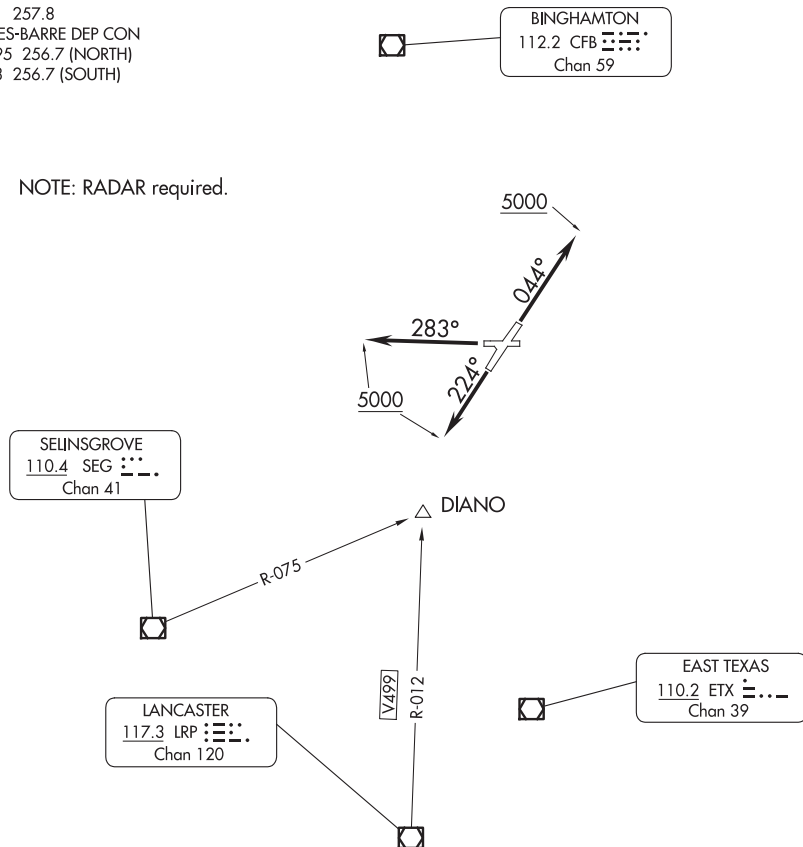 257.8
ES-BARRE DEP CON
95 256.7 (NORTH)
256.7 (SOUTH)
BINGHAMTON
112.2 CFB
Chan 59
NOTE: RADAR required.
5000
044°
283°
224°
5000
SELINSGROVE
110.4 SEG
Chan 41
DIANO
R-075
V499
R-012
EAST TEXAS
110.2 ETX
Chan 39
LANCASTER
117.3 LRP
Chan 120